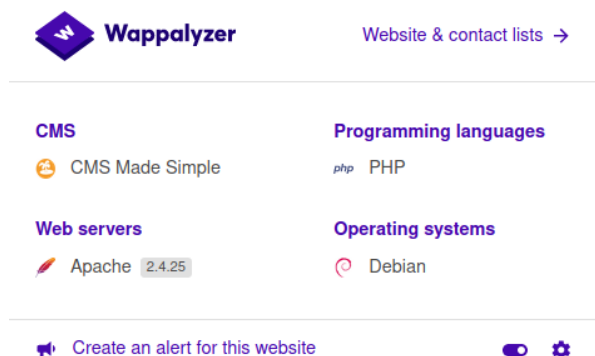 Wappalyzer
Website & contact lists →
CMS
CMS Made Simple
Programming languages
php PHP
Web servers
Apache 2.4.25
Operating systems
Debian
Create an alert for this website